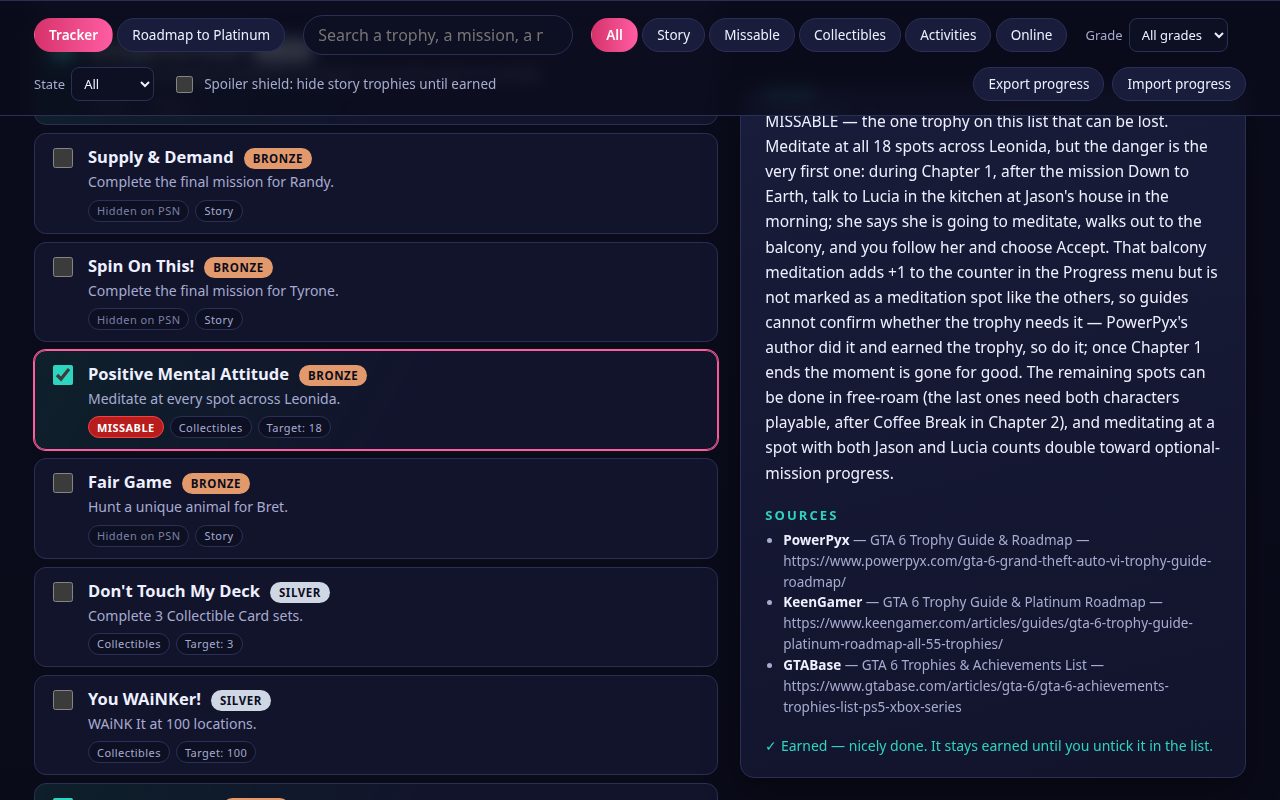 Tracker
Roadmap to Platinum
Search a trophy, a mission, a r
All
Story
Missable
Collectibles
Activities
Online
Grade
All grades
State
All
Spoiler shield: hide story trophies until earned
Export progress
Import progress
Supply & Demand BRONZE
Complete the final mission for Randy.
Hidden on PSN Story
Spin On This! BRONZE
Complete the final mission for Tyrone.
Hidden on PSN Story
Positive Mental Attitude BRONZE
Meditate at every spot across Leonida.
MISSABLE Collectibles Target: 18
Fair Game BRONZE
Hunt a unique animal for Bret.
Hidden on PSN Story
Don't Touch My Deck SILVER
Complete 3 Collectible Card sets.
Collectibles Target: 3
You WAiNKer! SILVER
WAiNK It at 100 locations.
Collectibles Target: 100
MISSABLE — the one trophy on this list that can be lost.
Meditate at all 18 spots across Leonida, but the danger is the
very first one: during Chapter 1, after the mission Down to
Earth, talk to Lucia in the kitchen at Jason's house in the
morning; she says she is going to meditate, walks out to the
balcony, and you follow her and choose Accept. That balcony
meditation adds +1 to the counter in the Progress menu but is
not marked as a meditation spot like the others, so guides
cannot confirm whether the trophy needs it — PowerPyx's
author did it and earned the trophy, so do it; once Chapter 1
ends the moment is gone for good. The remaining spots can
be done in free-roam (the last ones need both characters
playable, after Coffee Break in Chapter 2), and meditating at a
spot with both Jason and Lucia counts double toward optional-
mission progress.
SOURCES
• PowerPyx — GTA 6 Trophy Guide & Roadmap —
https://www.powerpyx.com/gta-6-grand-theft-auto-vi-trophy-guide-
roadmap/
• KeenGamer — GTA 6 Trophy Guide & Platinum Roadmap —
https://www.keengamer.com/articles/guides/gta-6-trophy-guide-
platinum-roadmap-all-55-trophies/
• GTABase — GTA 6 Trophies & Achievements List —
https://www.gtabase.com/articles/gta-6/gta-6-achievements-
trophies-list-ps5-xbox-series
✓ Earned — nicely done. It stays earned until you untick it in the list.